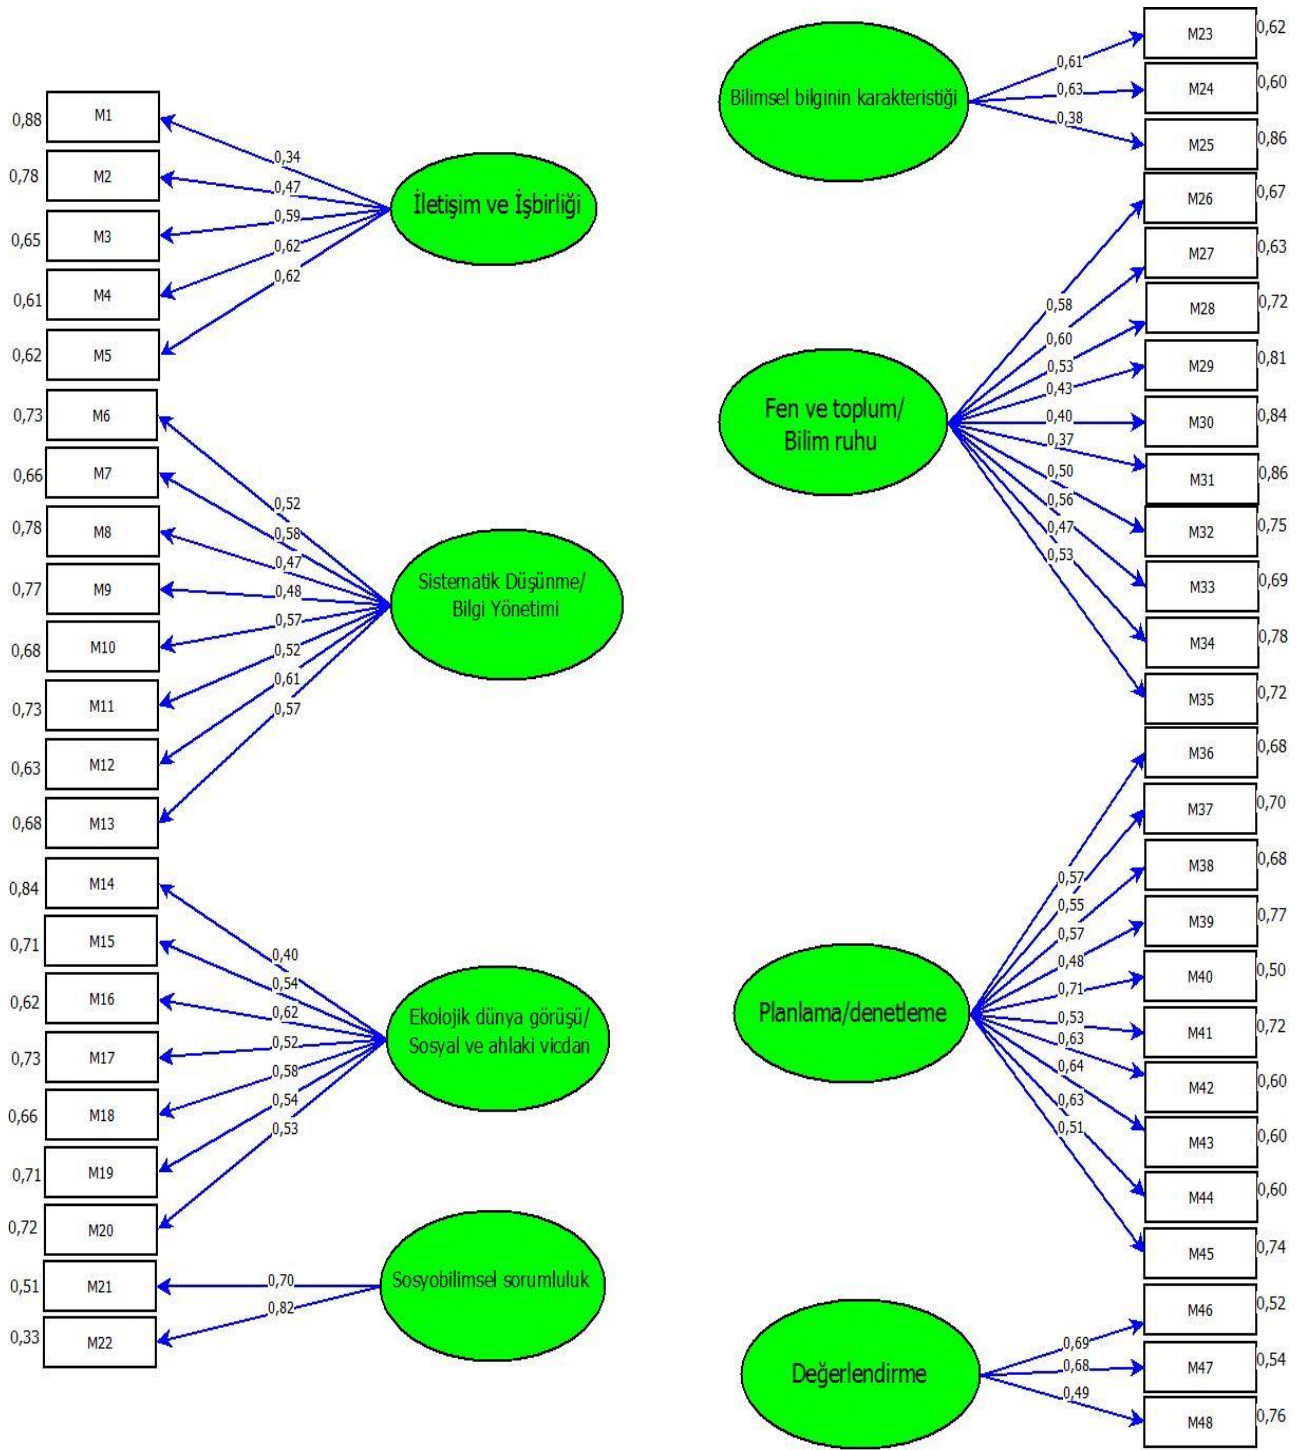 0,88 M1
0,34
0,78 M2
0,47
İletişim ve İşbirliği
0,65 M3
0,59
0,61 M4
0,62
0,62 M5
0,62
0,73 M6
0,52
0,66 M7
0,58
0,78 M8
0,47
0,77 M9
0,48
Sistematik Düşünme/
Bilgi Yönetimi
0,68 M10
0,57
0,73 M11
0,52
0,63 M12
0,61
0,68 M13
0,57
0,84 M14
0,40
0,71 M15
0,54
0,62 M16
0,62
Ekolojik dünya görüşü/
Sosyal ve ahlaki vicdan
0,73 M17
0,52
0,66 M18
0,58
0,71 M19
0,54
0,72 M20
0,53
0,51 M21
0,70
Sosyobilimsel sorumluluk
0,33 M22
0,82
Bilimsel bilginin karakteristiği
0,61
M23 0,62
0,63
M24 0,60
0,38
M25 0,86
Fen ve toplum/
Bilim ruhu
0,58
M26 0,67
0,60
M27 0,63
0,53
M28 0,72
0,43
M29 0,81
0,40
M30 0,84
0,37
M31 0,86
0,50
M32 0,75
0,56
M33 0,69
0,47
M34 0,78
0,53
M35 0,72
Planlama/denetleme
0,57
M36 0,68
0,55
M37 0,70
0,57
M38 0,68
0,48
M39 0,77
0,71
M40 0,50
0,53
M41 0,72
0,63
M42 0,60
0,64
M43 0,60
0,63
M44 0,60
0,51
M45 0,74
Değerlendirme
0,69
M46 0,52
0,68
M47 0,54
0,49
M48 0,76